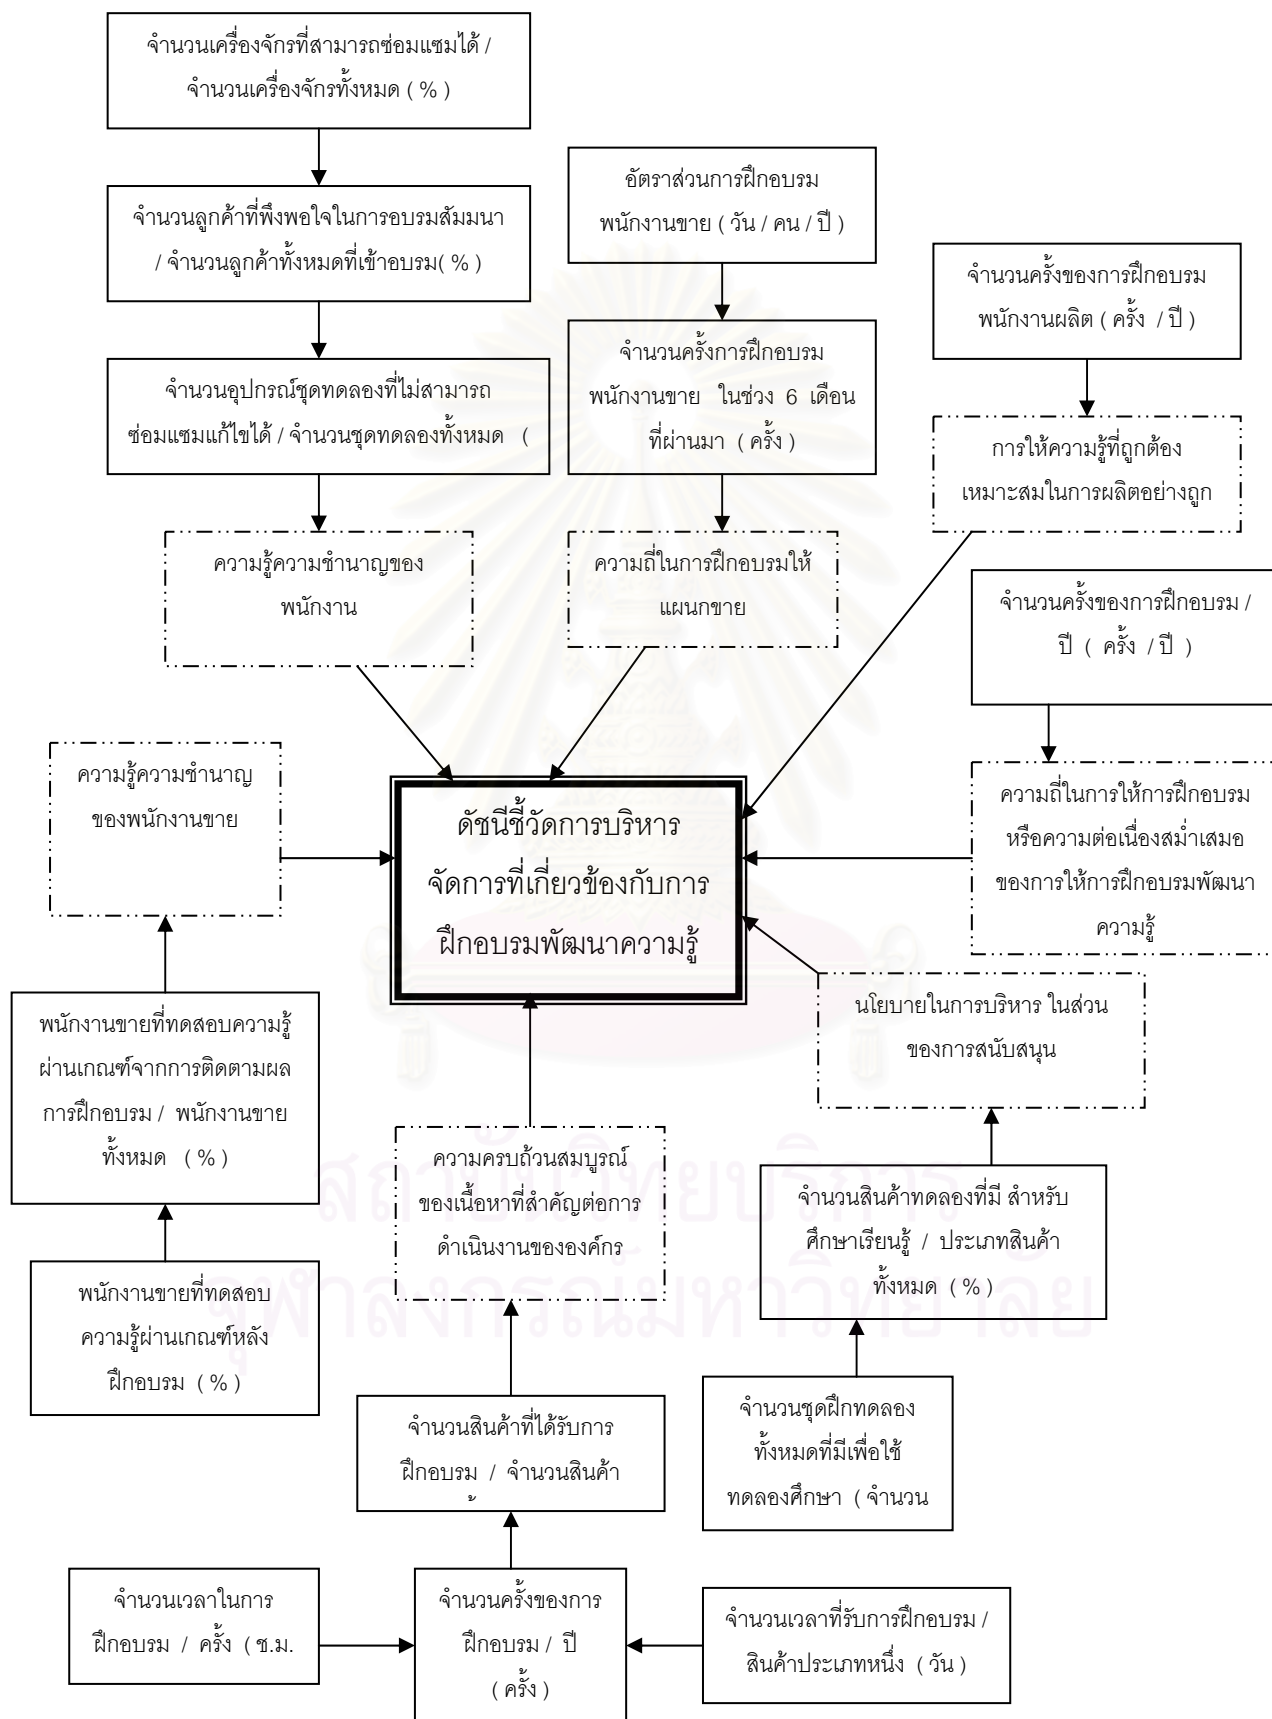 จำนวนเครื่องจักรที่สามารถซ่อมแซมได้ /
จำนวนเครื่องจักรทั้งหมด ( % )
จำนวนลูกค้าที่พึงพอใจในการอบรมสัมมนา
/ จำนวนลูกค้าทั้งหมดที่เข้าอบรม( % )
จำนวนอุปกรณ์ชุดทดลองที่ไม่สามารถ
ซ่อมแซมแก้ไขได้ / จำนวนชุดทดลองทั้งหมด (
ความรู้ความชำนาญของ
พนักงาน
อัตราส่วนการฝึกอบรม
พนักงานขาย ( วัน / คน / ปี )
จำนวนครั้งการฝึกอบรม
พนักงานขาย ในช่วง 6 เดือน
ที่ผ่านมา ( ครั้ง )
ความถี่ในการฝึกอบรมให้
แผนกขาย
จำนวนครั้งของการฝึกอบรม
พนักงานผลิต ( ครั้ง / ปี )
การให้ความรู้ที่ถูกต้อง
เหมาะสมในการผลิตอย่างถูก
จำนวนครั้งของการฝึกอบรม /
ปี ( ครั้ง / ปี )
ความถี่ในการให้การฝึกอบรม
หรือความต่อเนื่องสม่ำเสมอ
ของการให้การฝึกอบรมพัฒนา
ความรู้
ความรู้ความชำนาญ
ของพนักงานขาย
ดัชนีชี้วัดการบริหาร
จัดการที่เกี่ยวข้องกับการ
ฝึกอบรมพัฒนาความรู้
พนักงานขายที่ทดสอบความรู้
ผ่านเกณฑ์จากการติดตามผล
การฝึกอบรม / พนักงานขาย
ทั้งหมด ( % )
พนักงานขายที่ทดสอบ
ความรู้ผ่านเกณฑ์หลัง
ฝึกอบรม ( % )
นโยบายในการบริหาร ในส่วน
ของการสนับสนุน
ความครบถ้วนสมบูรณ์
ของเนื้อหาที่สำคัญต่อการ
ดำเนินงานขององค์กร
จำนวนสินค้าทดลองที่มี สำหรับ
ศึกษาเรียนรู้ / ประเภทสินค้า
ทั้งหมด ( % )
จำนวนชุดฝึกทดลอง
ทั้งหมดที่มีเพื่อใช้
ทดลองศึกษา ( จำนวน
จำนวนสินค้าที่ได้รับการ
ฝึกอบรม / จำนวนสินค้า
จำนวนเวลาในการ
ฝึกอบรม / ครั้ง ( ช.ม.
จำนวนครั้งของการ
ฝึกอบรม / ปี
( ครั้ง )
จำนวนเวลาที่รับการฝึกอบรม /
สินค้าประเภทหนึ่ง ( วัน )
สถาบันวิทยบริการ
จุฬาลงกรณ์มหาวิทยาลัย